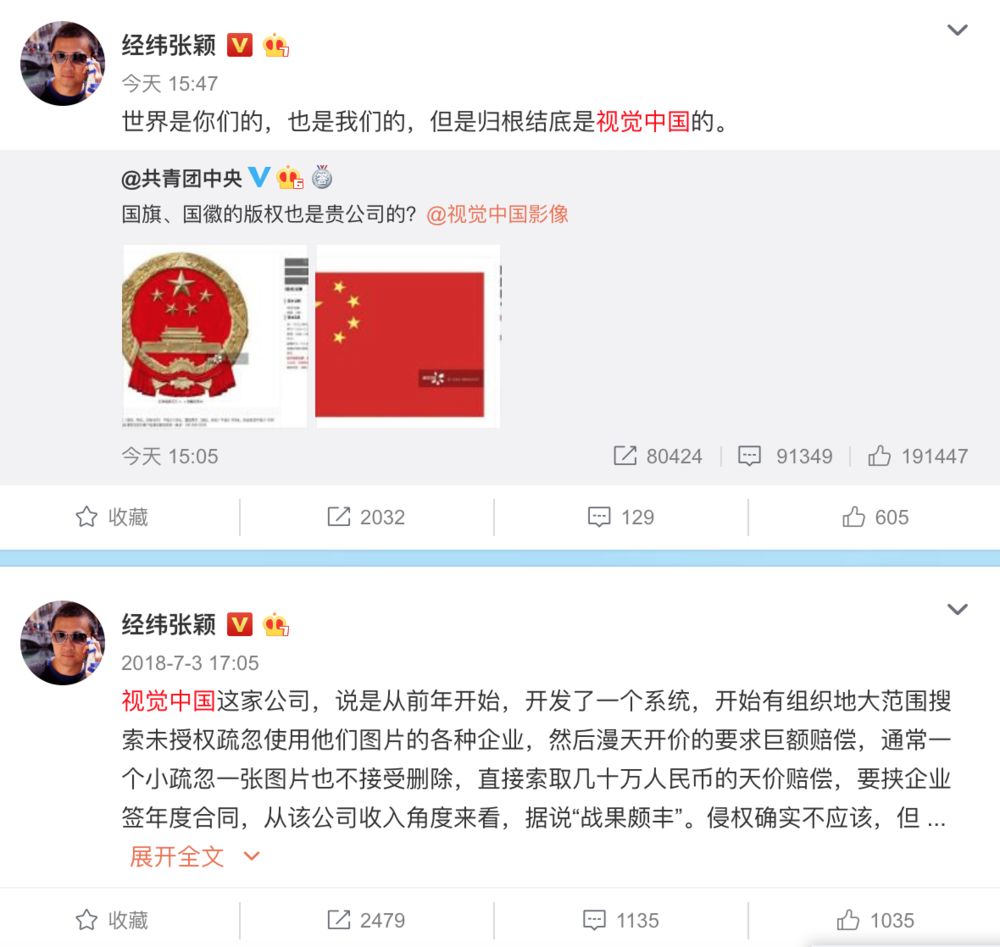 经纬张颖
今天 15:47
世界是你们的，也是我们的，但是归根结底是视觉中国的。
@共青团中央
国旗、国徽的版权也是贵公司的？@视觉中国影像
今天 15:05 80424 91349 191447
收藏 2032 129 605
经纬张颖
2018-7-3 17:05
视觉中国这家公司，说是从前年开始，开发了一个系统，开始有组织地大范围搜
索未授权疏忽使用他们图片的各种企业，然后漫天开价的要求巨额赔偿，通常一
个小疏忽一张图片也不接受删除，直接索取几十万人民币的天价赔偿，要挟企业
签年度合同，从该公司收入角度来看，据说“战果颇丰”。侵权确实不应该，但 ...
展开全文
收藏 2479 1135 1035